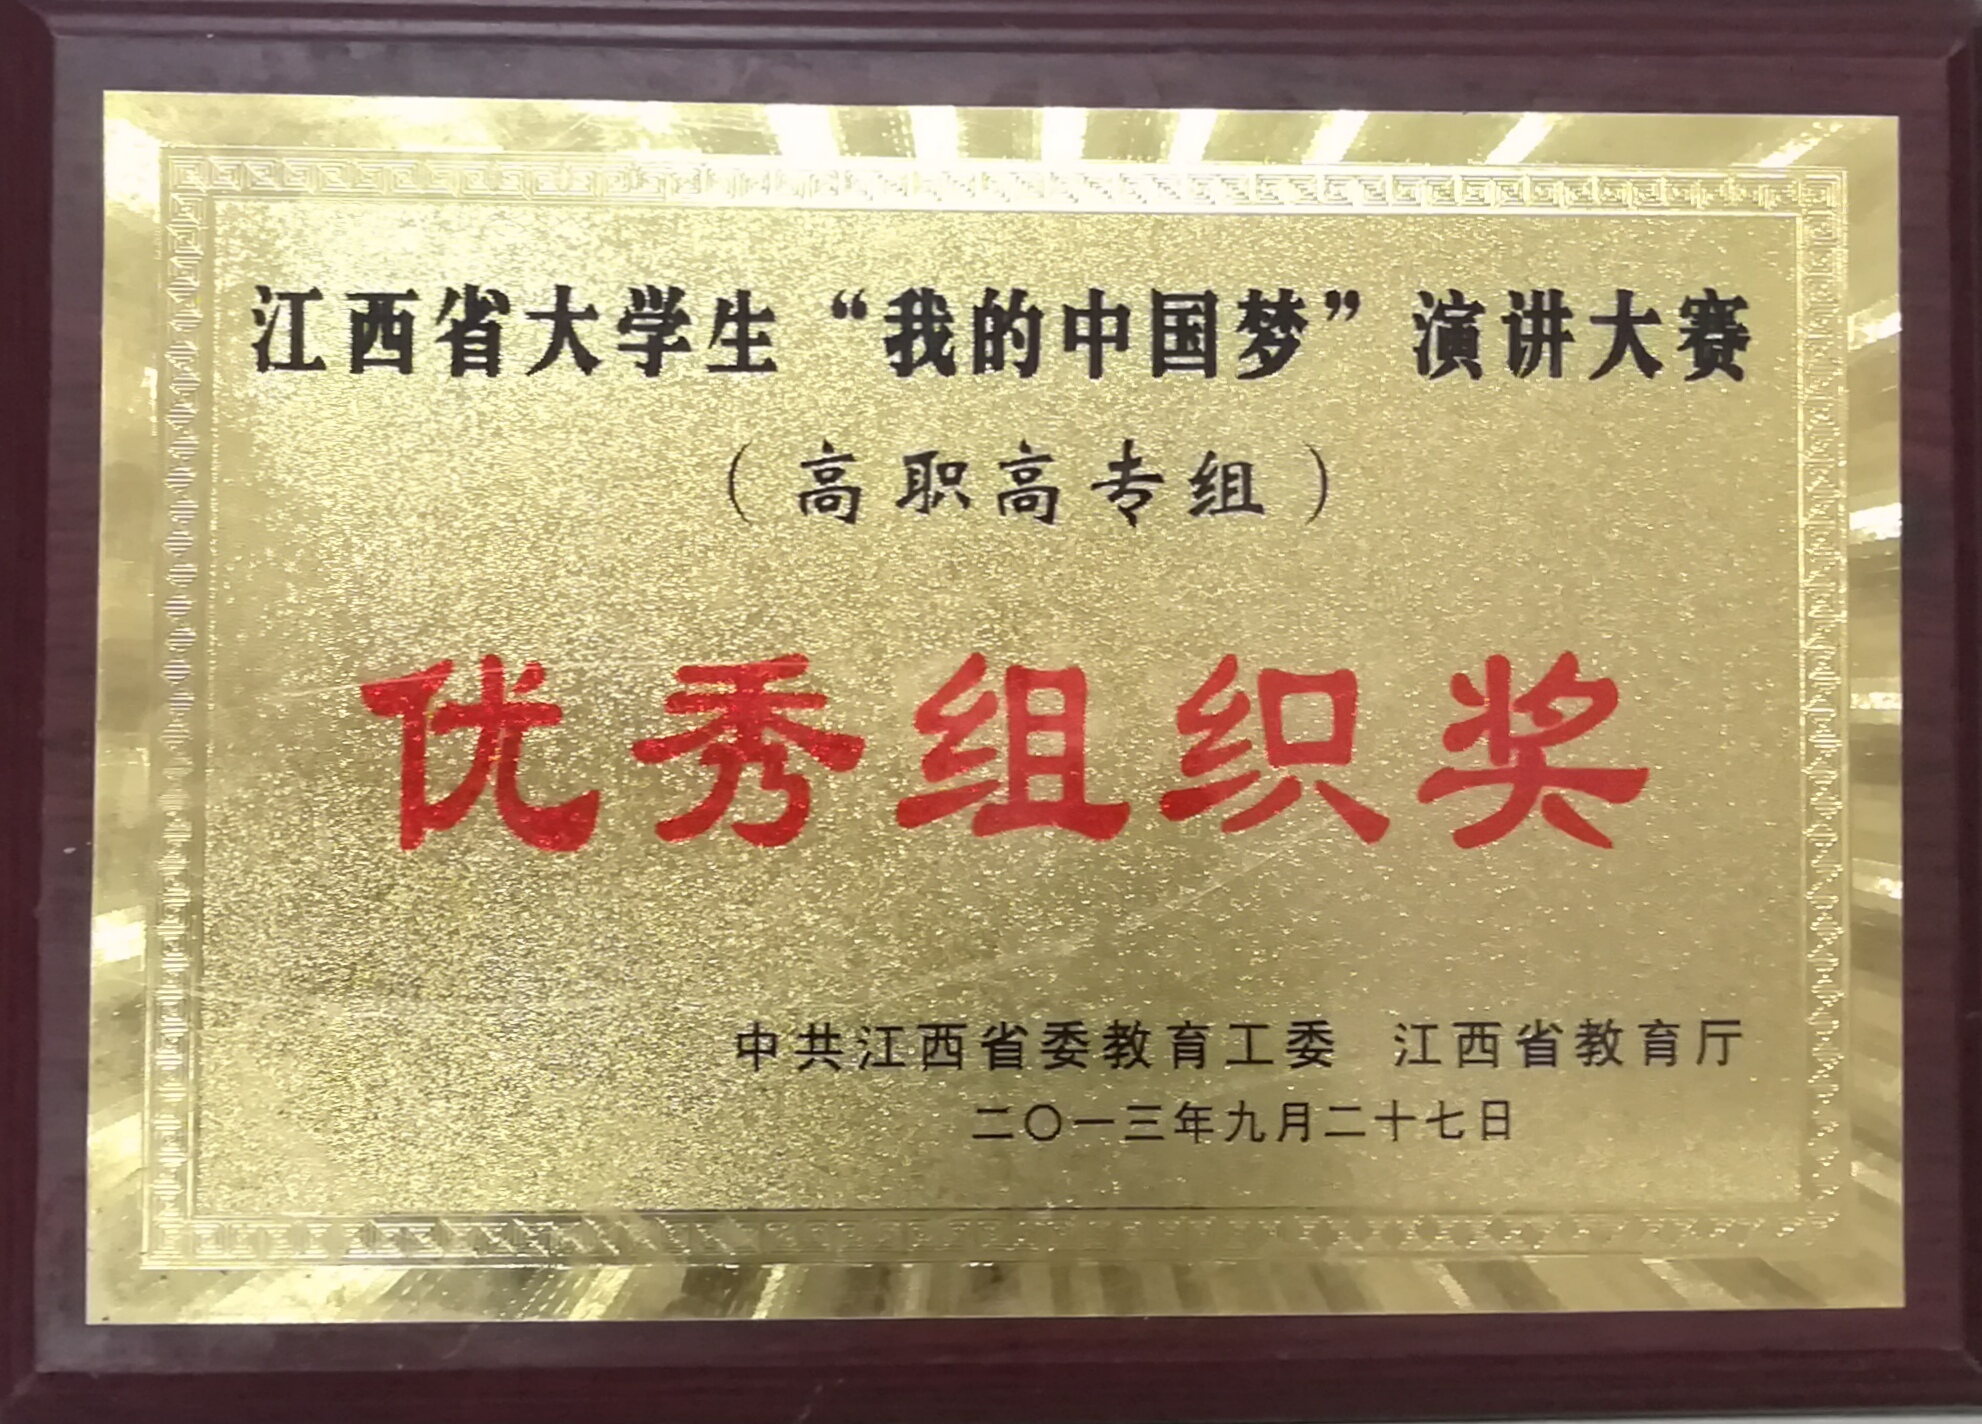 江西省大学生“我的中国梦”演讲大赛
（高职高专组）
优秀组织奖
中共江西省委教育工委 江西省教育厅
二〇一三年九月二十七日